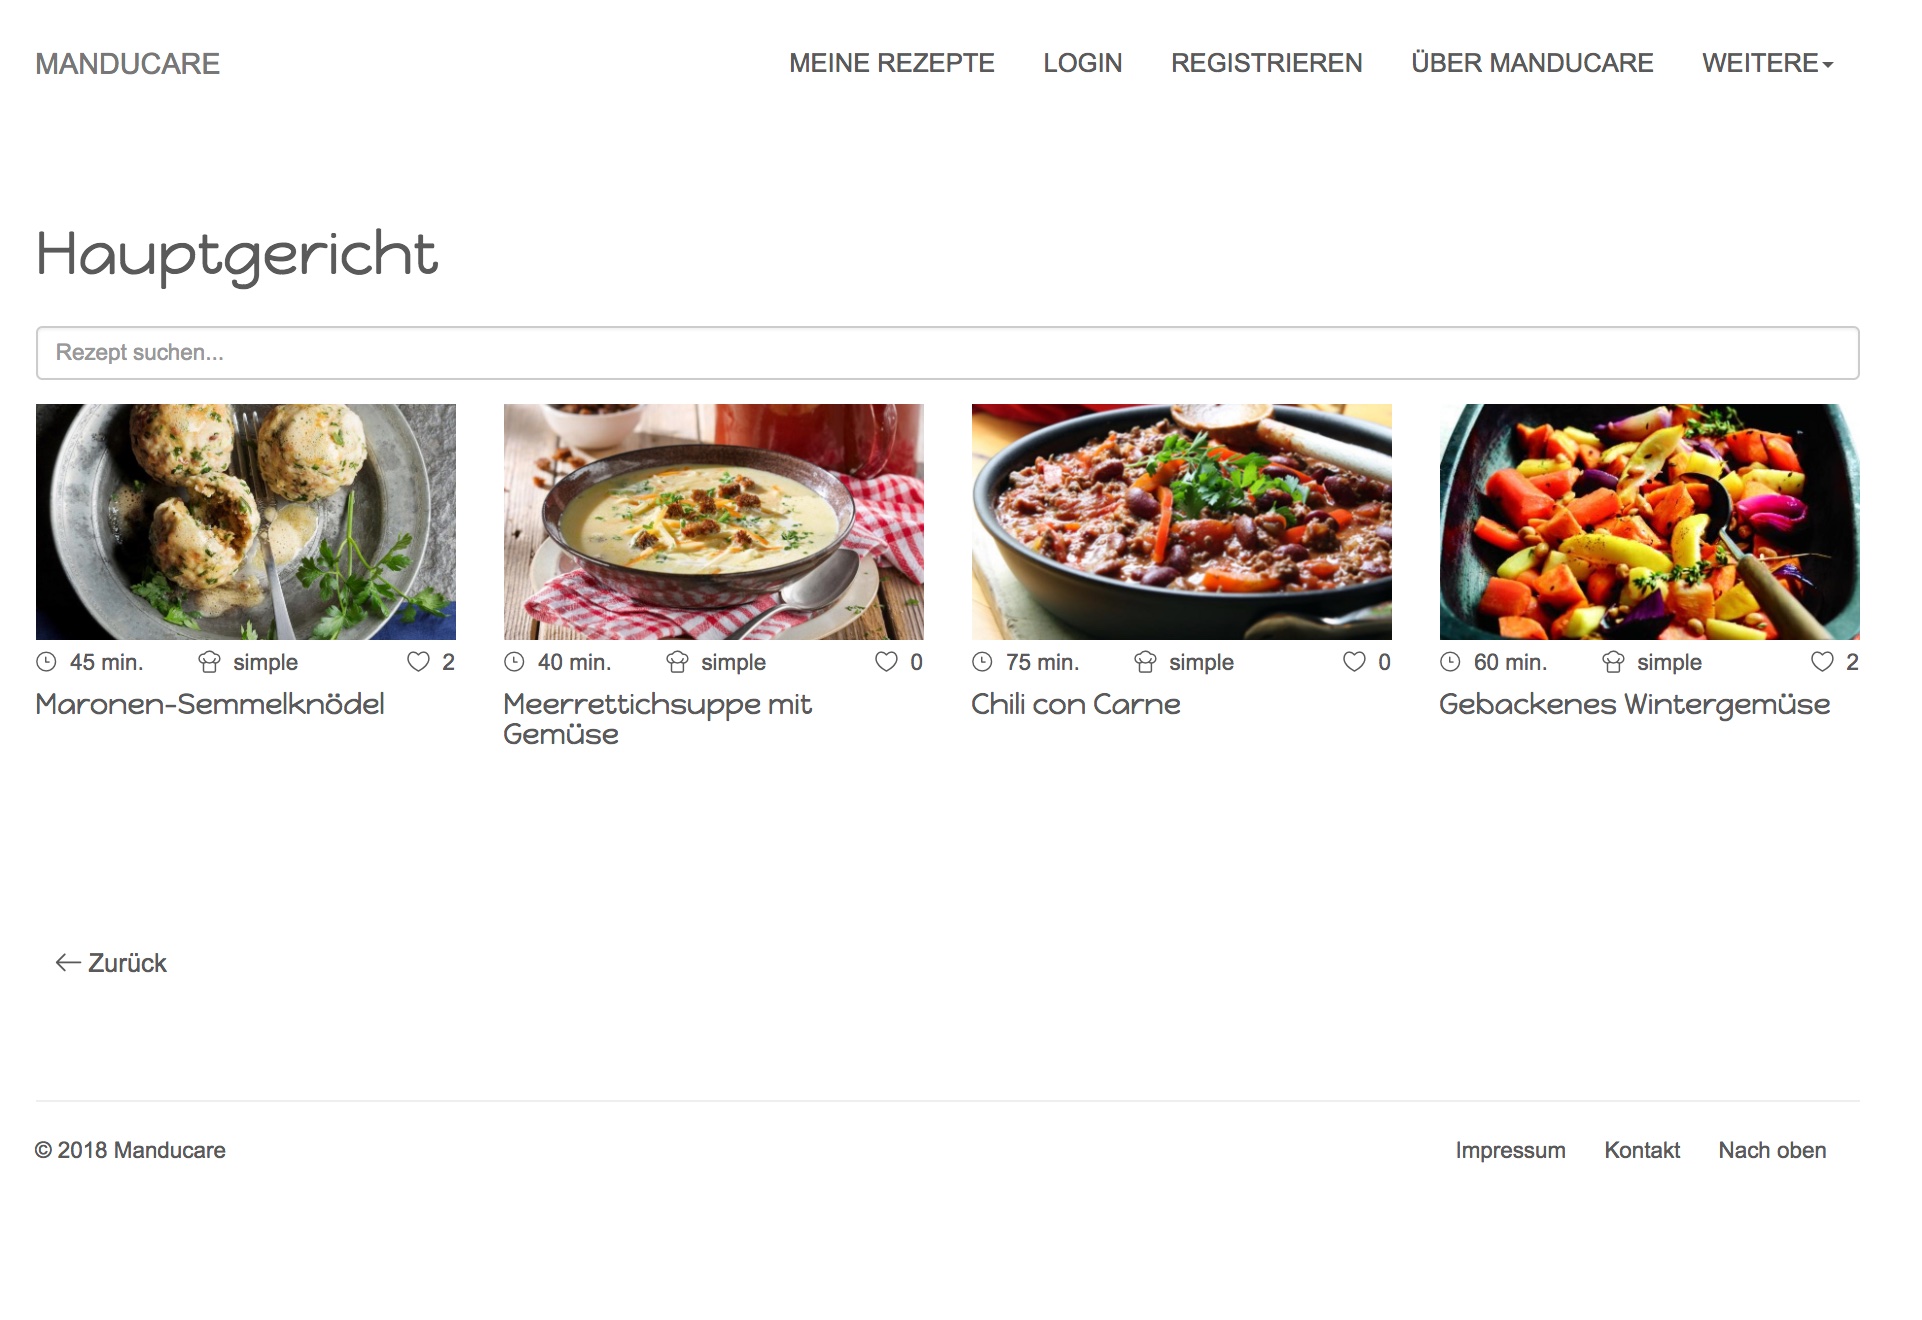 MANDUCARE
MEINE REZEPTE LOGIN REGISTRIEREN ÜBER MANDUCARE WEITERE
Hauptgericht
Rezept suchen...
45 min. simple 2
Maronen-Semmelknödel
40 min. simple 0
Meerrettichsuppe mit
Gemüse
75 min. simple 0
Chili con Carne
60 min. simple 2
Gebackenes Wintergemüse
Zurück
© 2018 Manducare
Impressum Kontakt Nach oben